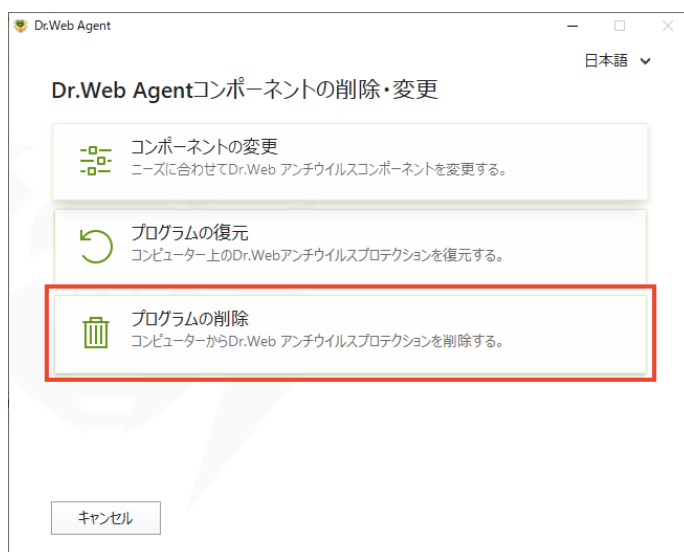 Dr.Web Agent
日本語
Dr.Web Agentコンポーネントの削除・変更
コンポーネントの変更
ニーズに合わせてDr.Web アンチウイルスコンポーネントを変更する。
プログラムの復元
コンピューター上のDr.Webアンチウイルスプロテクションを復元する。
プログラムの削除
コンピューターからDr.Web アンチウイルスプロテクションを削除する。
キャンセル